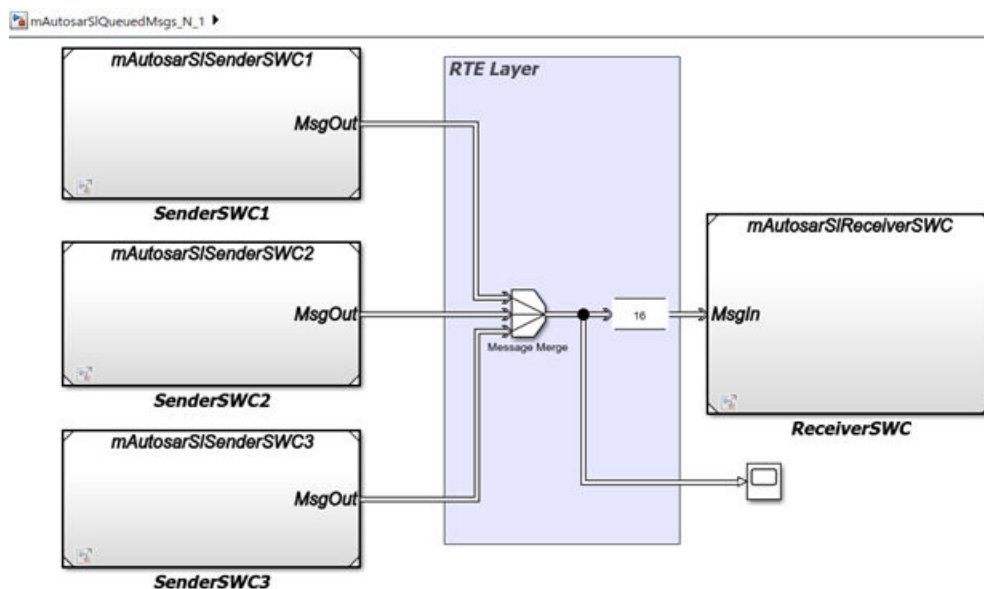 mAutosarSlQueuedMsgs_N_1
mAutosarSlSenderSWC1
MsgOut
SenderSWC1
mAutosarSlSenderSWC2
MsgOut
SenderSWC2
mAutosarSlSenderSWC3
MsgOut
SenderSWC3
RTE Layer
Message Merge
16
mAutosarSlReceiverSWC
MsgIn
ReceiverSWC